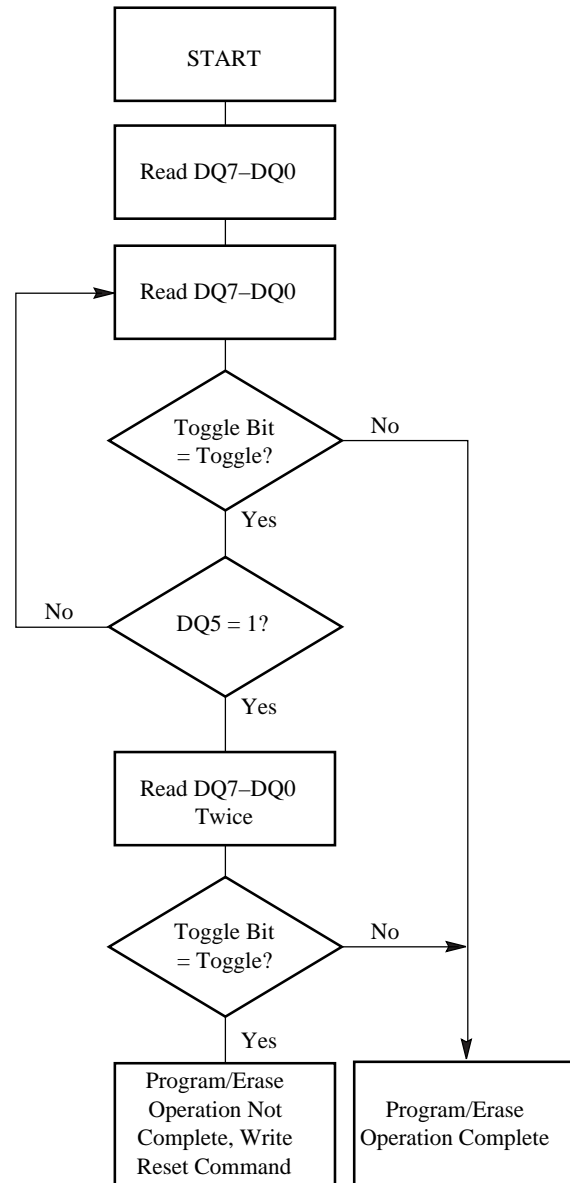 START
Read DQ7–DQ0
Read DQ7–DQ0
Toggle Bit
= Toggle?
No
Yes
No
DQ5 = 1?
Yes
Read DQ7–DQ0
Twice
Toggle Bit
= Toggle?
No
Yes
Program/Erase
Operation Not
Complete, Write
Reset Command
Program/Erase
Operation Complete